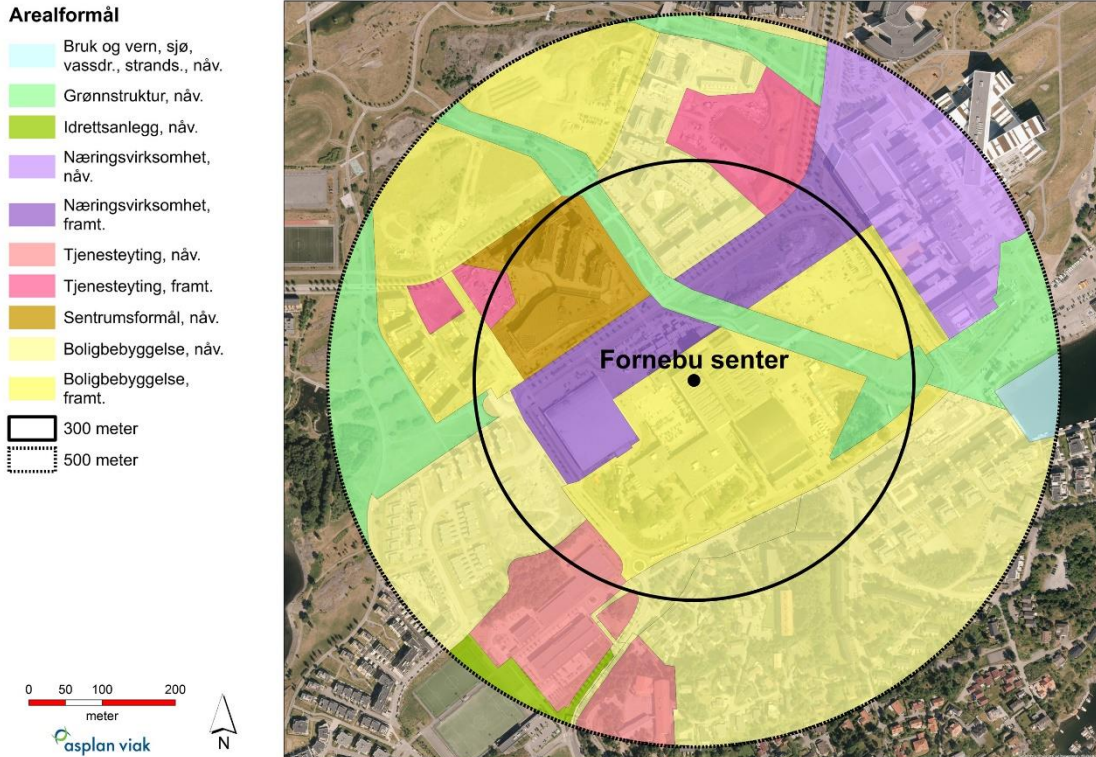 Arealformål
Bruk og vern, sjø,
vassdr., strands., nåv.
Grønnstruktur, nåv.
Idrettsanlegg, nåv.
Næringsvirksomhet,
nåv.
Næringsvirksomhet,
framt.
Tjenesteyting, nåv.
Tjenesteyting, framt.
Sentrumsformål, nåv.
Boligbebyggelse, nåv.
Boligbebyggelse,
framt.
300 meter
500 meter
Fornebu senter
0 50 100 200
meter
N
asplan viak